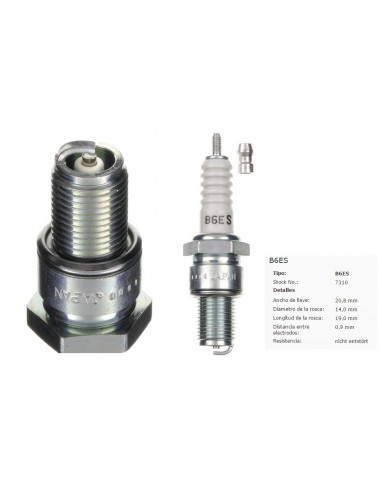 B6ES
JAPAN
B6ES
Tipo: B6ES
Stock No.: 7310
Detalles
Ancho de llave: 20,8 mm
Diámetro de la rosca: 14,0 mm
Longitud de la rosca: 19,0 mm
Distancia entre electrodos: 0,9 mm
Resistencia: nicht entstört